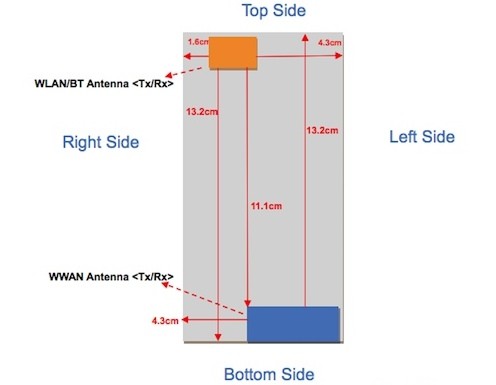 Top Side
1.6cm
4.3cm
WLAN/BT Antenna <Tx/Rx>
13.2cm
13.2cm
Right Side
Left Side
11.1cm
WWAN Antenna <Tx/Rx>
4.3cm
Bottom Side